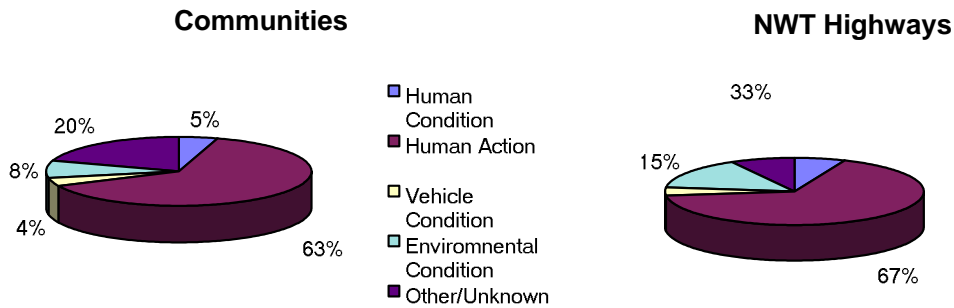 Communities
NWT Highways
20%
5%
8%
4%
63%
Human
Condition
Human Action
Vehicle
Condition
Enviromnental
Condition
Other/Unknown
33%
15%
67%